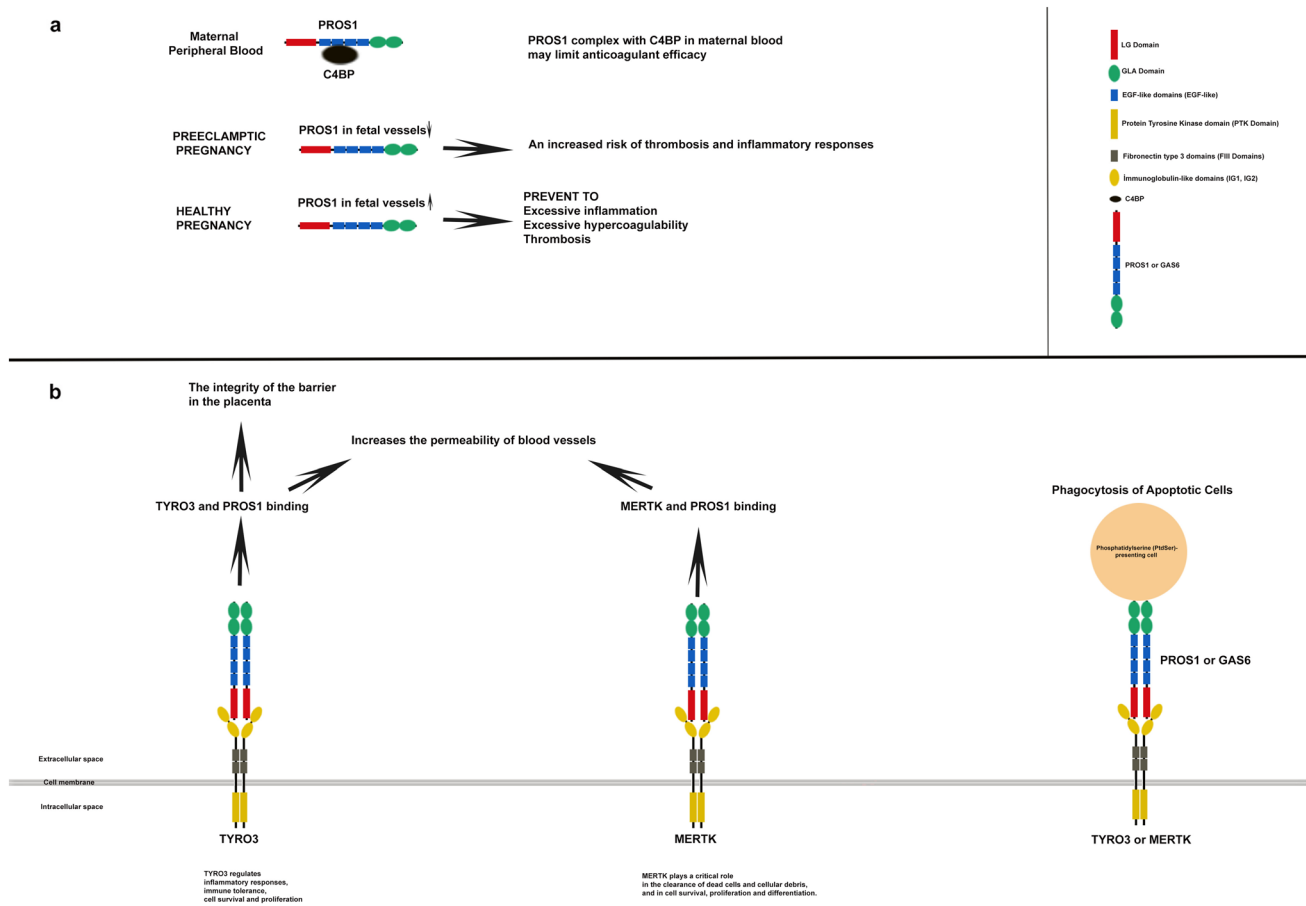 a
Maternal
Peripheral Blood
PROS1
C4BP
PROS1 complex with C4BP in maternal blood
may limit anticoagulant efficacy
PREECLAMPTIC
PREGNANCY
PROS1 in fetal vessels
An increased risk of thrombosis and inflammatory responses
HEALTHY
PREGNANCY
PROS1 in fetal vessels
PREVENT TO
Excessive inflammation
Excessive hypercoagulability
Thrombosis
LG Domain
GLA Domain
EGF-like domains (EGF-like)
Protein Tyrosine Kinase domain (PTK Domain)
Fibronectin type 3 domains (FIII Domains)
İmmunoglobulin-like domains (IG1, IG2)
C4BP
PROS1 or GAS6
b
The integrity of the barrier
in the placenta
Increases the permeability of blood vessels
TYRO3 and PROS1 binding
MERTK and PROS1 binding
Phagocytosis of Apoptotic Cells
Phosphatidylserine (PtdSer)-
presenting cell
PROS1 or GAS6
Extracellular space
Cell membrane
Intracellular space
TYRO3
MERTK
TYRO3 or MERTK
TYRO3 regulates
inflammatory responses,
immune tolerance,
cell survival and proliferation
MERTK plays a critical role
in the clearance of dead cells and cellular debris,
and in cell survival, proliferation and differentiation.